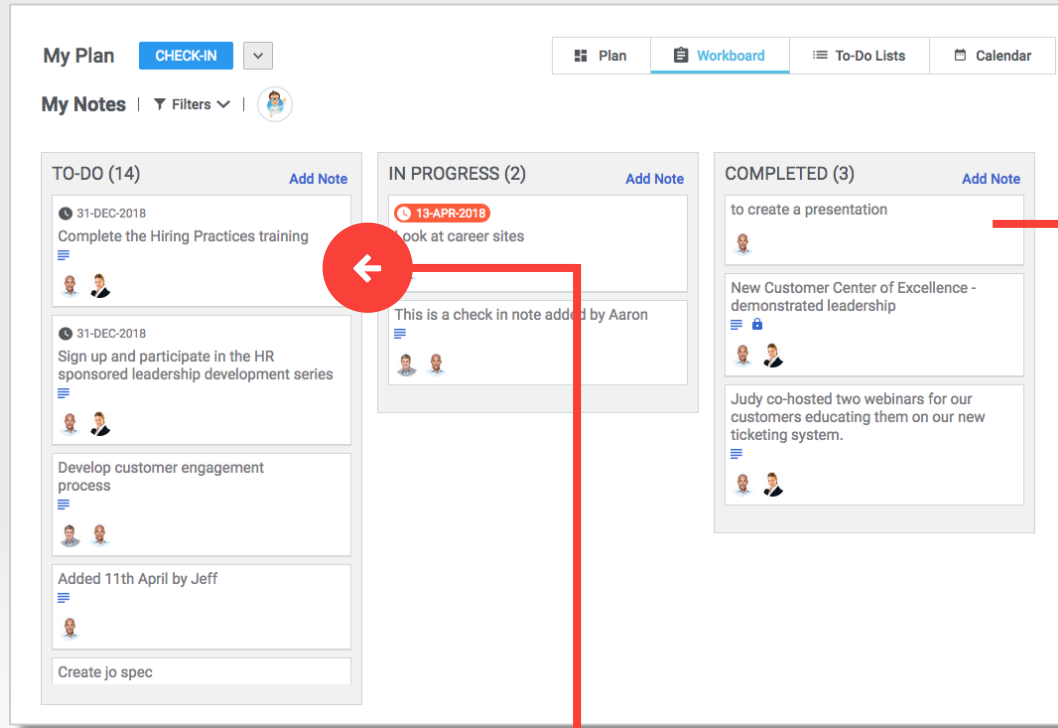 My Plan CHECK-IN
Plan Workboard To-Do Lists Calendar
My Notes | Filters |
TO-DO (14) Add Note
31-DEC-2018
Complete the Hiring Practices training
31-DEC-2018
Sign up and participate in the HR
sponsored leadership development series
Develop customer engagement
process
Added 11th April by Jeff
Create jo spec
IN PROGRESS (2) Add Note
13-APR-2018
Look at career sites
This is a check in note added by Aaron
COMPLETED (3) Add Note
to create a presentation
New Customer Center of Excellence -
demonstrated leadership
Judy co-hosted two webinars for our
customers educating them on our new
ticketing system.